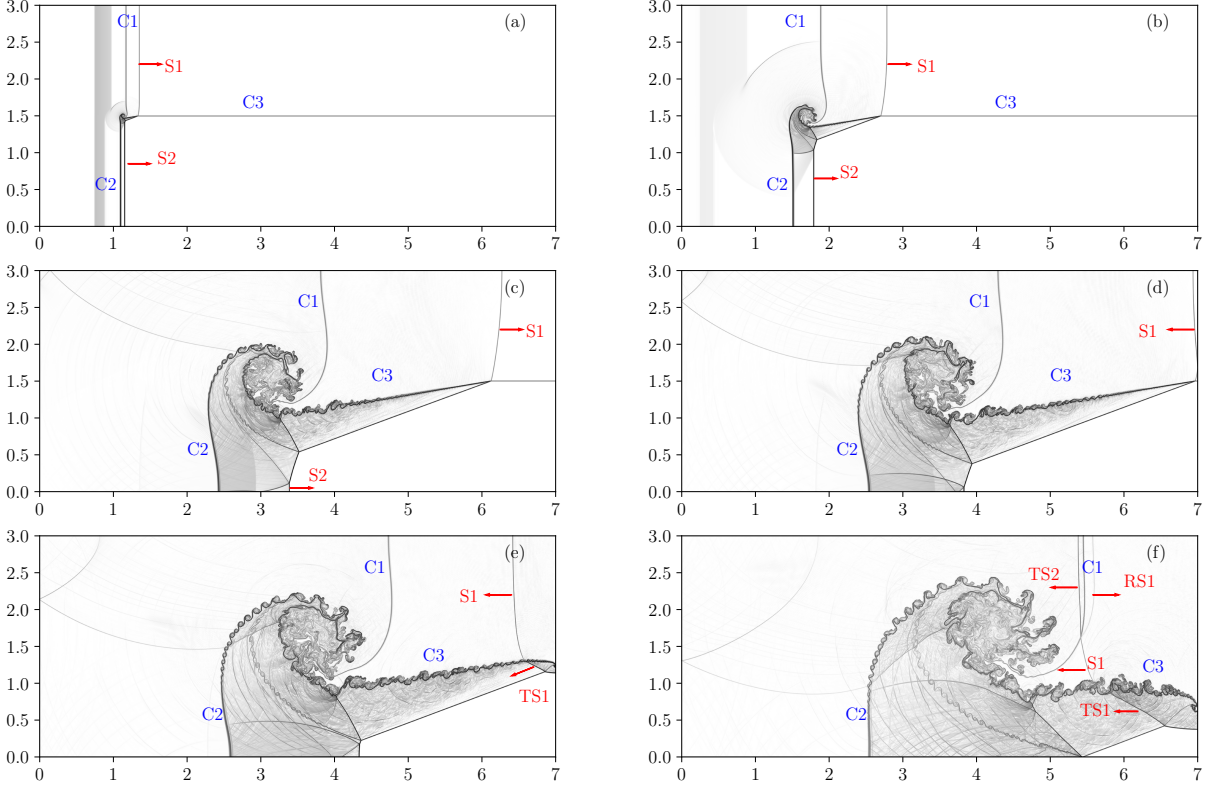 3.0 C1 (a)
2.5
2.0 S1
1.5 C3
1.0 S2
0.5 C2
0.0
0 1 2 3 4 5 6 7
3.0 C1 (b)
2.5
2.0 S1
1.5 C3
1.0
0.5 C2 S2
0.0
0 1 2 3 4 5 6 7
3.0 (c)
2.5 C1
2.0 S1
1.5 C3
1.0
0.5 C2 S2
0.0
0 1 2 3 4 5 6 7
3.0 (d)
2.5 C1
2.0 S1
1.5 C3
1.0
0.5 C2
0.0
0 1 2 3 4 5 6 7
3.0 (e)
2.5 C1
2.0 S1
1.5 C3
1.0 TS1
0.5 C2
0.0
0 1 2 3 4 5 6 7
3.0 (f)
2.5 TS2 C1 RS1
2.0
1.5 S1
1.0 C3
0.5 C2 TS1
0.0
0 1 2 3 4 5 6 7